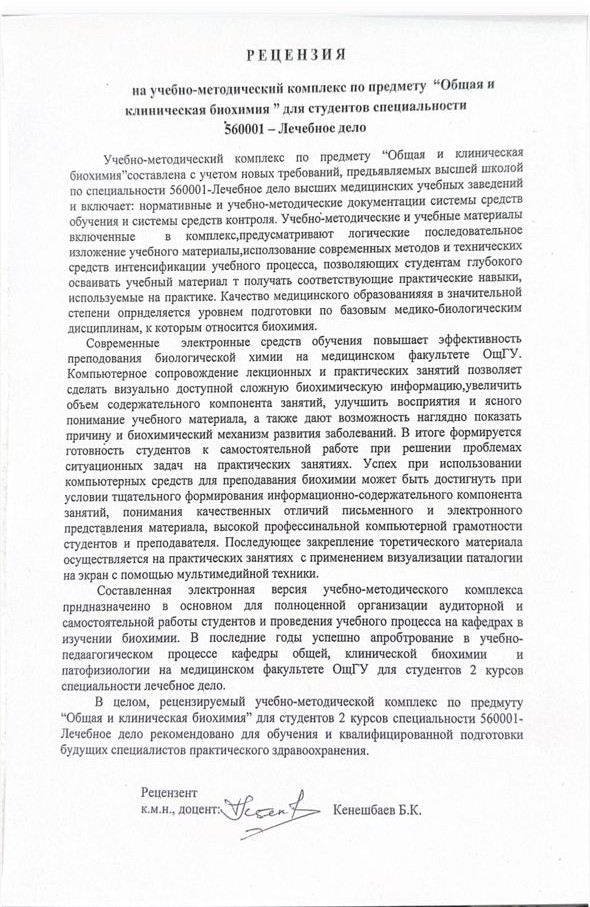 РЕЦЕНЗИЯ
на учебно-методический комплекс по предмету “Общая и
клиническая биохимия ” для студентов специальности
560001 – Лечебное дело
Учебно-методический комплекс по предмету “Общая и клиническая
биохимия”составлена с учетом новых требований, предьявляемых высшей школой
по специальности 560001-Лечебное дело высших медицинских учебных заведений
и включает: нормативные и учебно-методические документации системы средств
обучения и системы средств контроля. Учебно-методические и учебные материалы
включенные в комплекс,предусматривают логические последовательное
изложение учебного материалы,исползование современных методов и технических
средств интенсификации учебного процесса, позволяющих студентам глубокого
осваивать учебный материал т получать соответствующие практические навыки,
используемые на практике. Качество медицинского образованияяя в значительной
степени опрнделяется уровнем подготовки по базовым медико-биологическим
дисциплинам, к которым относится биохимия.
Современные электронные средств обучения повышает эффективность
преподования биологической химии на медицинском факультете ОщГУ.
Компьютерное сопровождение лекционных и практических занятий позволяет
сделать визуально доступной сложную биохимическую информацию,увеличить
объем содержательного компонента занятий, улучшить восприятия и ясного
понимание учебного материала, а также дают возможность наглядно показать
причину и биохимический механизм развития заболеваний. В итоге формируется
готовность студентов к самостоятельной работе при решении проблемах
ситуационных задач на практических занятиях. Успех при использовании
компьютерных средств для преподавания биохимии может быть достигнуть при
условии тщательного формирования информационно-содержательного компонента
занятий, понимания качественных отличий письменного и электронного
представления материала, высокой профессинальной компьютерной грамотности
студентов и преподавателя. Последующее закрепление торетического материала
осуществляется на практических занятиях с применением визуализации паталогии
на экран с помощью мультимедийной техники.
Составленная электронная версия учебно-методического комплекса
прндназначено в основном для полноценной организации аудиторной и
самостоятельной работы студентов и проведения учебного процесса на кафедрах в
изучении биохимии. В последние годы успешно апробтрование в учебно-
педаагогическом процессе кафедры общей, клинической биохимии и
патофизиологии на медицинском факультете ОщГУ для студентов 2 курсов
специальности лечебное дело.
В целом, рецензируемый учебно-методической комплекс по предмуту
“Общая и клиническая биохимия” для студентов 2 курсов специальности 560001-
Лечебное дело рекомендовано для обучения и квалифицированной подготовки
будущих специалистов практического здравоохранения.
Рецензент
к.м.н., доцент: Кенешбаев Б.К.